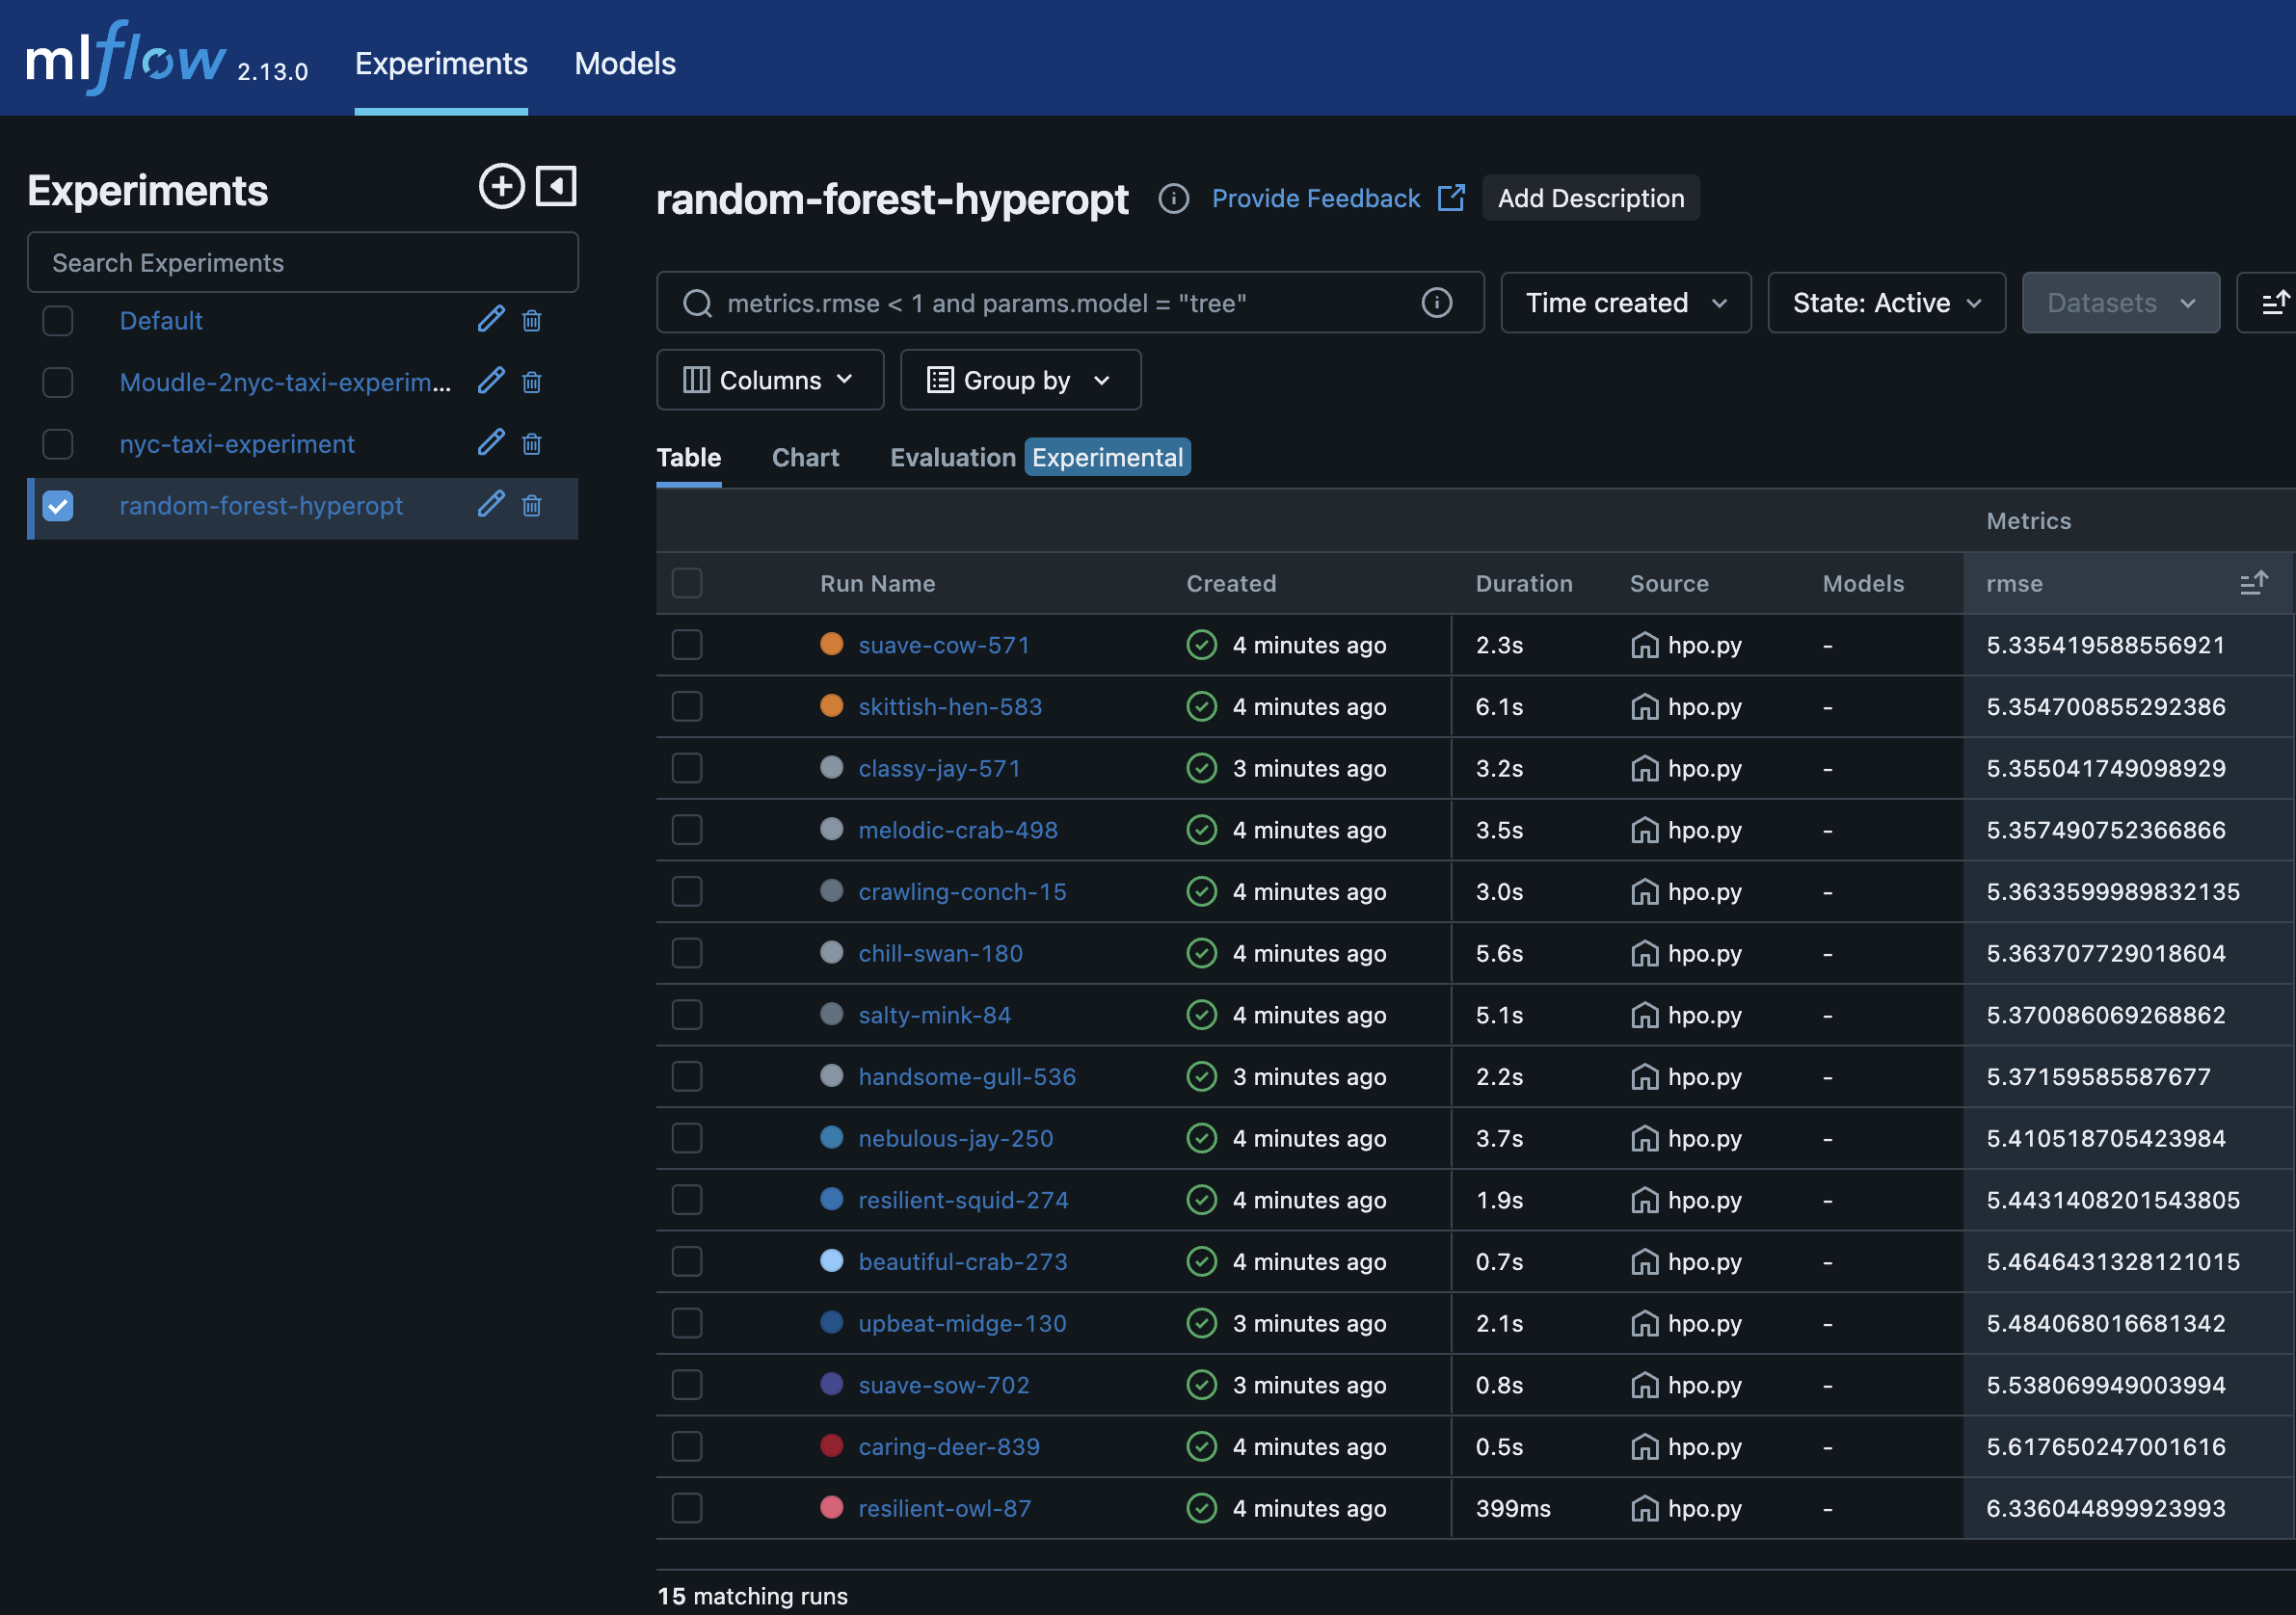 mlflow 2.13.0 Experiments Models
Experiments
Search Experiments
Default
Moudle-2nyc-taxi-experim...
nyc-taxi-experiment
random-forest-hyperopt
random-forest-hyperopt Provide Feedback Add Description
metrics.rmse < 1 and params.model = "tree" Time created State: Active Datasets
Columns Group by
Table Chart Evaluation Experimental
Metrics
Run Name Created Duration Source Models rmse
suave-cow-571 4 minutes ago 2.3s hpo.py - 5.335419588556921
skittish-hen-583 4 minutes ago 6.1s hpo.py - 5.354700855292386
classy-jay-571 3 minutes ago 3.2s hpo.py - 5.355041749098929
melodic-crab-498 4 minutes ago 3.5s hpo.py - 5.357490752366866
crawling-conch-15 4 minutes ago 3.0s hpo.py - 5.3633599989832135
chill-swan-180 4 minutes ago 5.6s hpo.py - 5.363707729018604
salty-mink-84 4 minutes ago 5.1s hpo.py - 5.370086069268862
handsome-gull-536 3 minutes ago 2.2s hpo.py - 5.37159585587677
nebulous-jay-250 4 minutes ago 3.7s hpo.py - 5.410518705423984
resilient-squid-274 4 minutes ago 1.9s hpo.py - 5.4431408201543805
beautiful-crab-273 4 minutes ago 0.7s hpo.py - 5.4646431328121015
upbeat-midge-130 3 minutes ago 2.1s hpo.py - 5.484068016681342
suave-sow-702 3 minutes ago 0.8s hpo.py - 5.538069949003994
caring-deer-839 4 minutes ago 0.5s hpo.py - 5.617650247001616
resilient-owl-87 4 minutes ago 399ms hpo.py - 6.336044899923993
15 matching runs